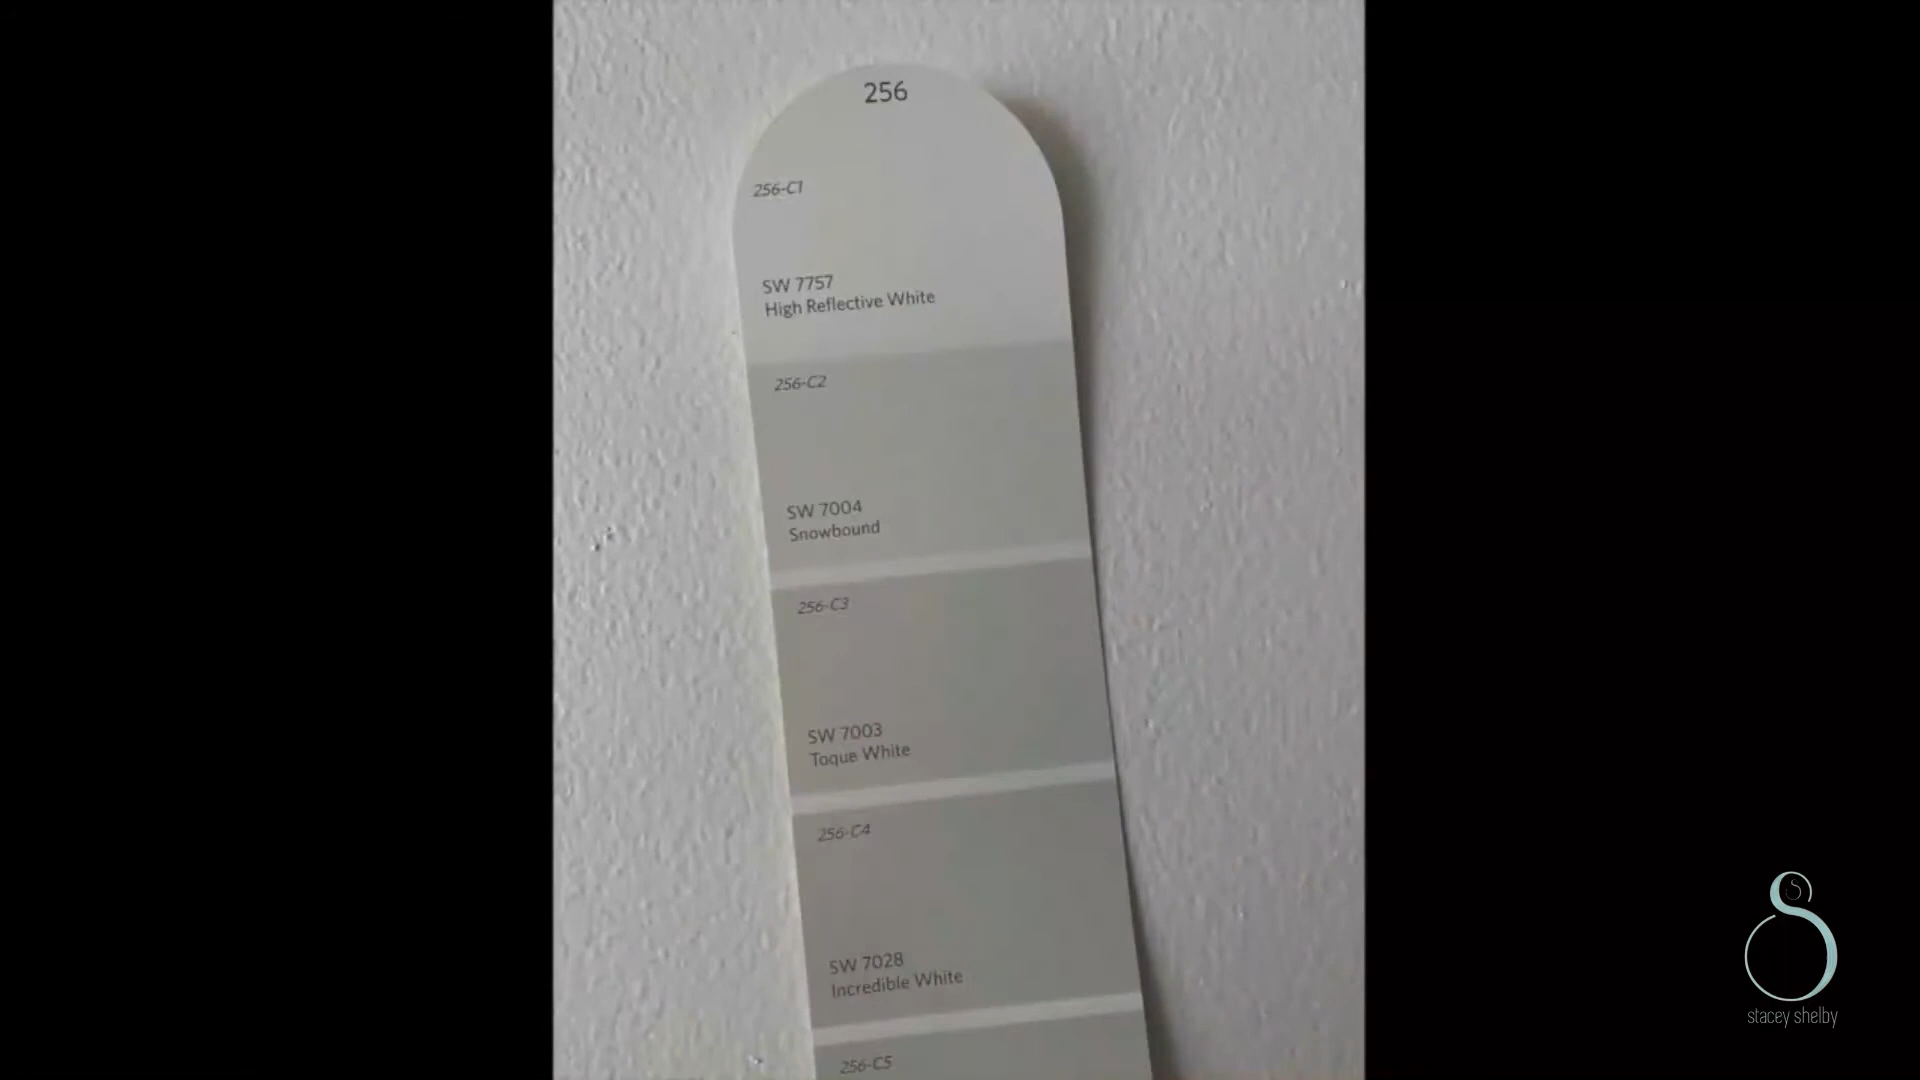 256
256-C1
SW 7757
High Reflective White
256-C2
SW 7004
Snowbound
256-C3
SW 7003
Toque White
256-C4
SW 7028
Incredible White
256-C5
stacey shelby